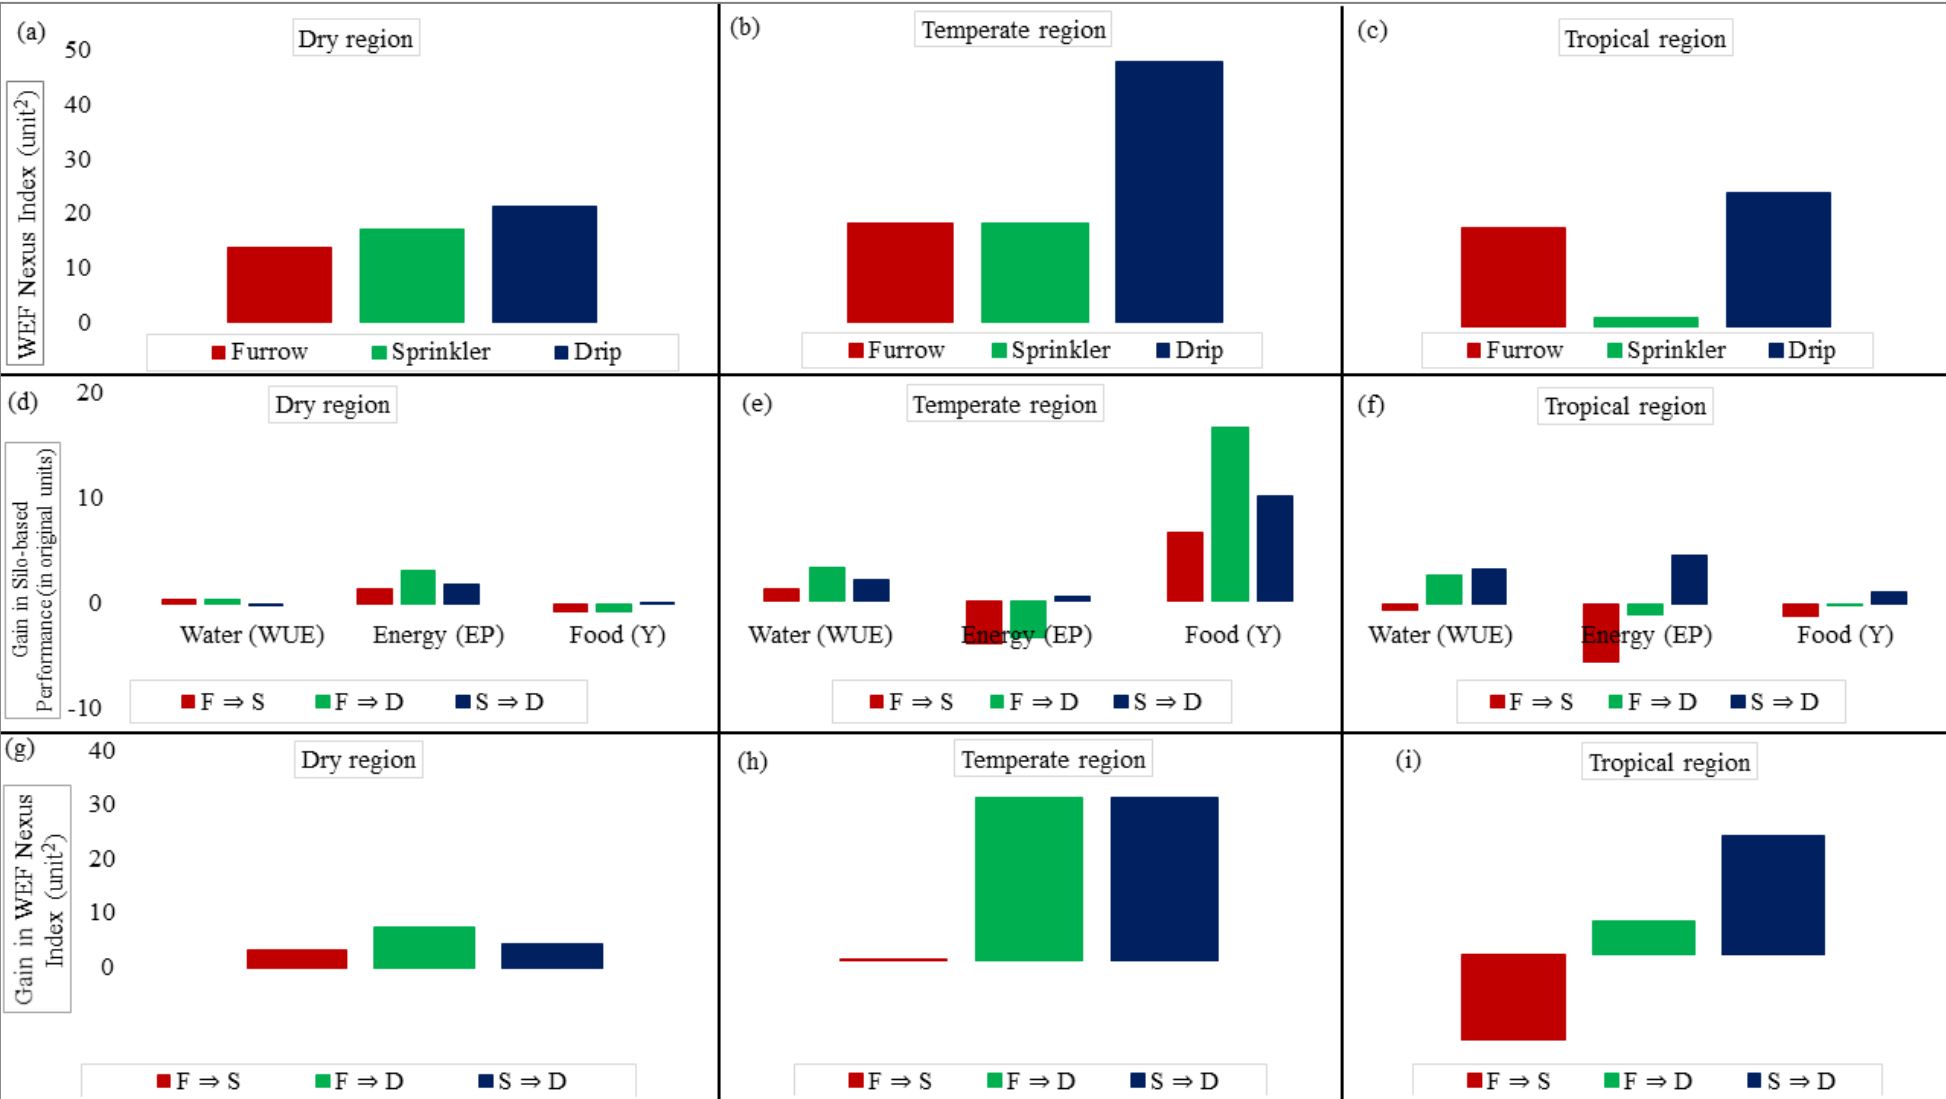 (a)
Dry region
WEF Nexus Index (unit²)
50
40
30
20
10
0
Furrow
Sprinkler
Drip
(b)
Temperate region
Furrow
Sprinkler
Drip
(c)
Tropical region
Furrow
Sprinkler
Drip
(d)
Dry region
Gain in Silo-based
Performance (in original units)
20
10
0
-10
Water (WUE)
Energy (EP)
Food (Y)
F ⇒ S
F ⇒ D
S ⇒ D
(e)
Temperate region
Water (WUE)
Energy (EP)
Food (Y)
F ⇒ S
F ⇒ D
S ⇒ D
(f)
Tropical region
Water (WUE)
Energy (EP)
Food (Y)
F ⇒ S
F ⇒ D
S ⇒ D
(g)
Dry region
Gain in WEF Nexus
Index (unit²)
40
30
20
10
0
F ⇒ S
F ⇒ D
S ⇒ D
(h)
Temperate region
F ⇒ S
F ⇒ D
S ⇒ D
(i)
Tropical region
F ⇒ S
F ⇒ D
S ⇒ D